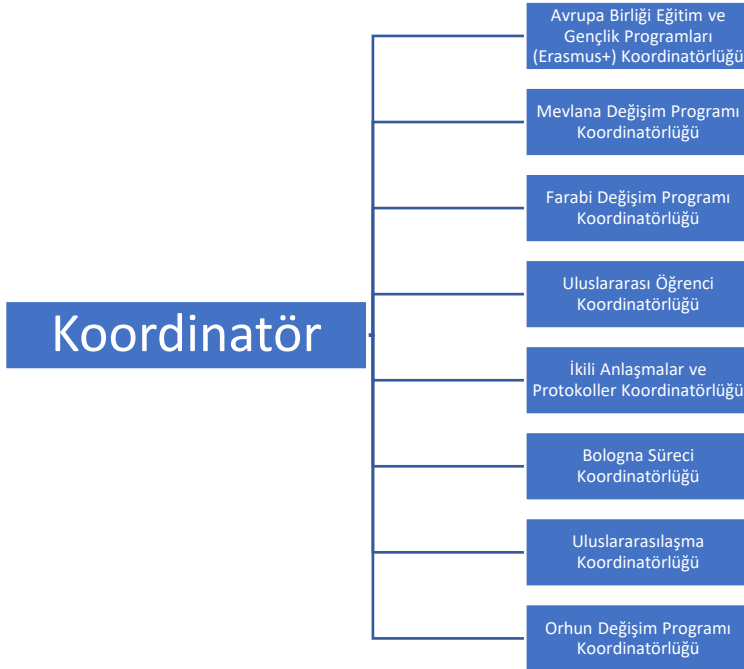 Avrupa Birliği Eğitim ve
Gençlik Programları
(Erasmus+) Koordinatörlüğü
Mevlana Değişim Programı
Koordinatörlüğü
Farabi Değişim Programı
Koordinatörlüğü
Uluslararası Öğrenci
Koordinatörlüğü
Koordinatör
İkili Anlaşmalar ve
Protokoller Koordinatörlüğü
Bologna Süreci
Koordinatörlüğü
Uluslararasılaşma
Koordinatörlüğü
Orhun Değişim Programı
Koordinatörlüğü